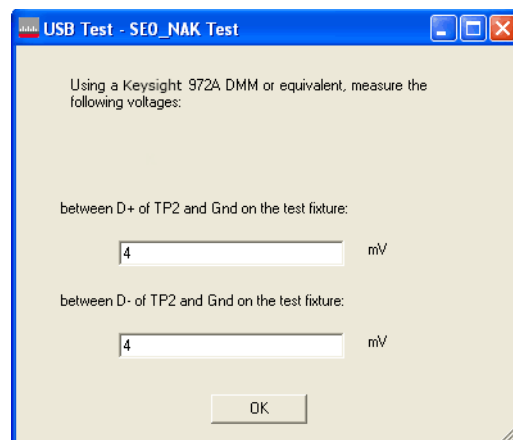 USB Test - SE0_NAK Test
Using a Keysight 972A DMM or equivalent, measure the
following voltages:
between D+ of TP2 and Gnd on the test fixture:
4 mV
between D- of TP2 and Gnd on the test fixture:
4 mV
OK